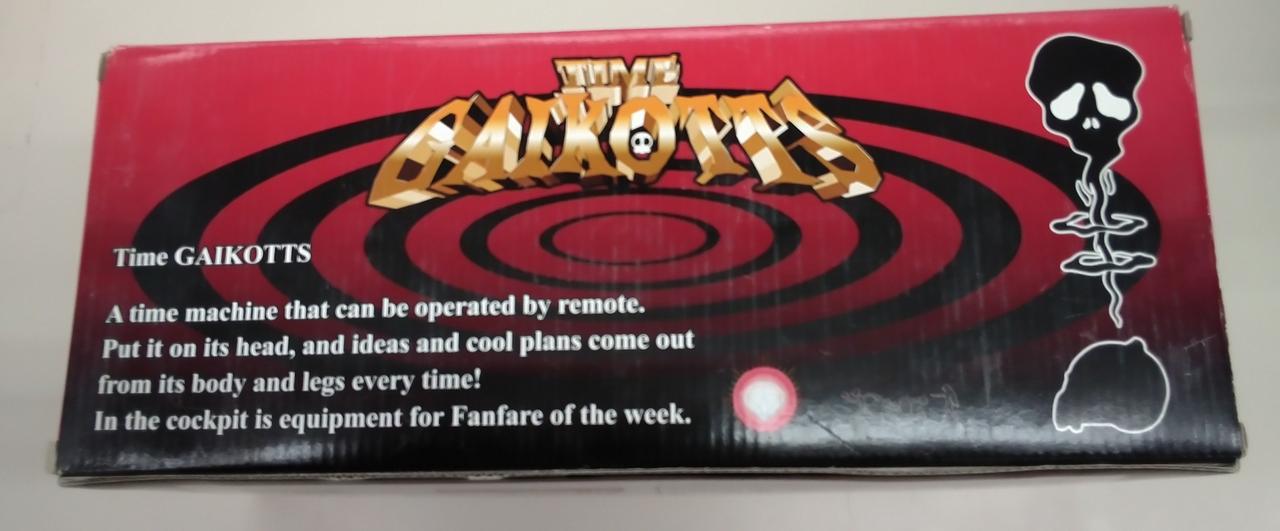 TIME
GAIKOTTS
Time GAIKOTTS
A time machine that can be operated by remote.
Put it on its head, and ideas and cool plans come out
from its body and legs every time!
In the cockpit is equipment for Fanfare of the week.